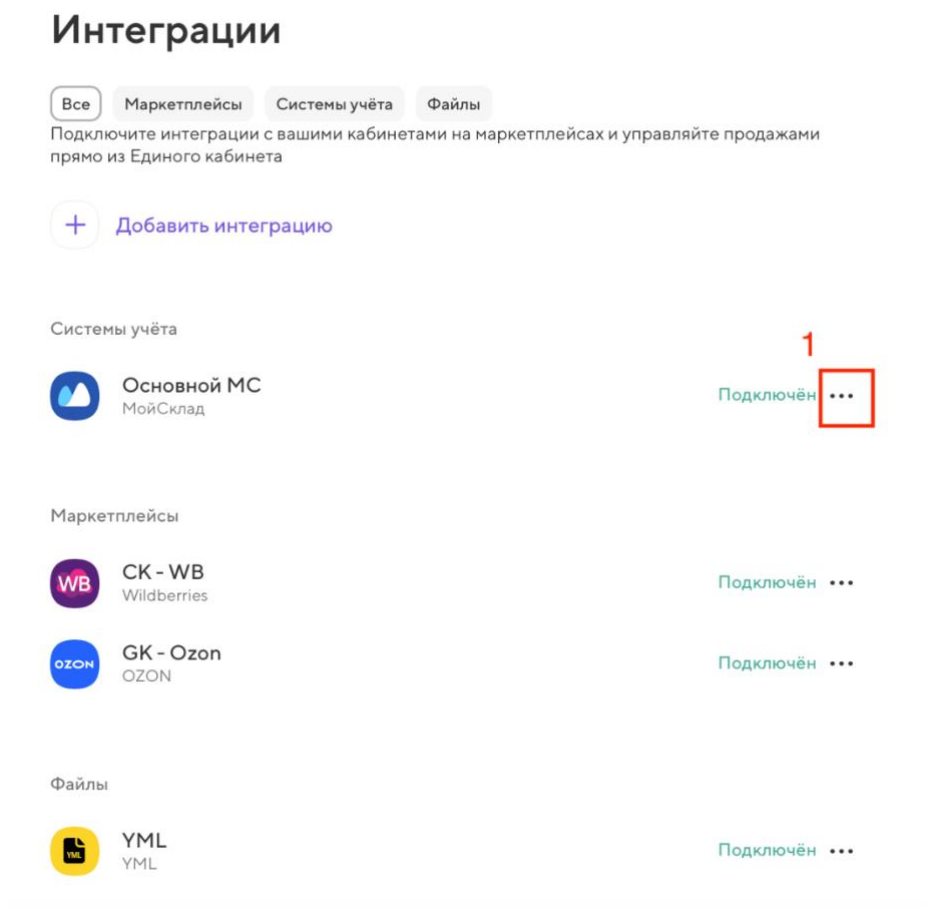 Интеграции
Все Маркетплейсы Системы учёта Файлы
Подключите интеграции с вашими кабинетами на маркетплейсах и управляйте продажами
прямо из Единого кабинета
+ Добавить интеграцию
Системы учёта
1
Основной МС
МойСклад
Подключён ...
Маркетплейсы
WB
СК - WB
Wildberries
Подключён ...
OZON
GK - Ozon
OZON
Подключён ...
Файлы
YML
YML
YML
Подключён ...